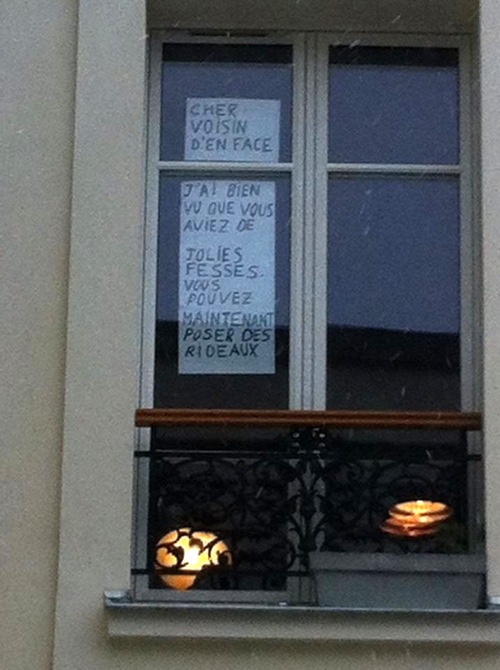 CHER
VOISIN
D'EN FACE
J'AI BIEN
VU QUE VOUS
AVIEZ DE
JOLIES
FESSES.
VOUS
POUVEZ
MAINTENANT
POSER DES
RIDEAUX